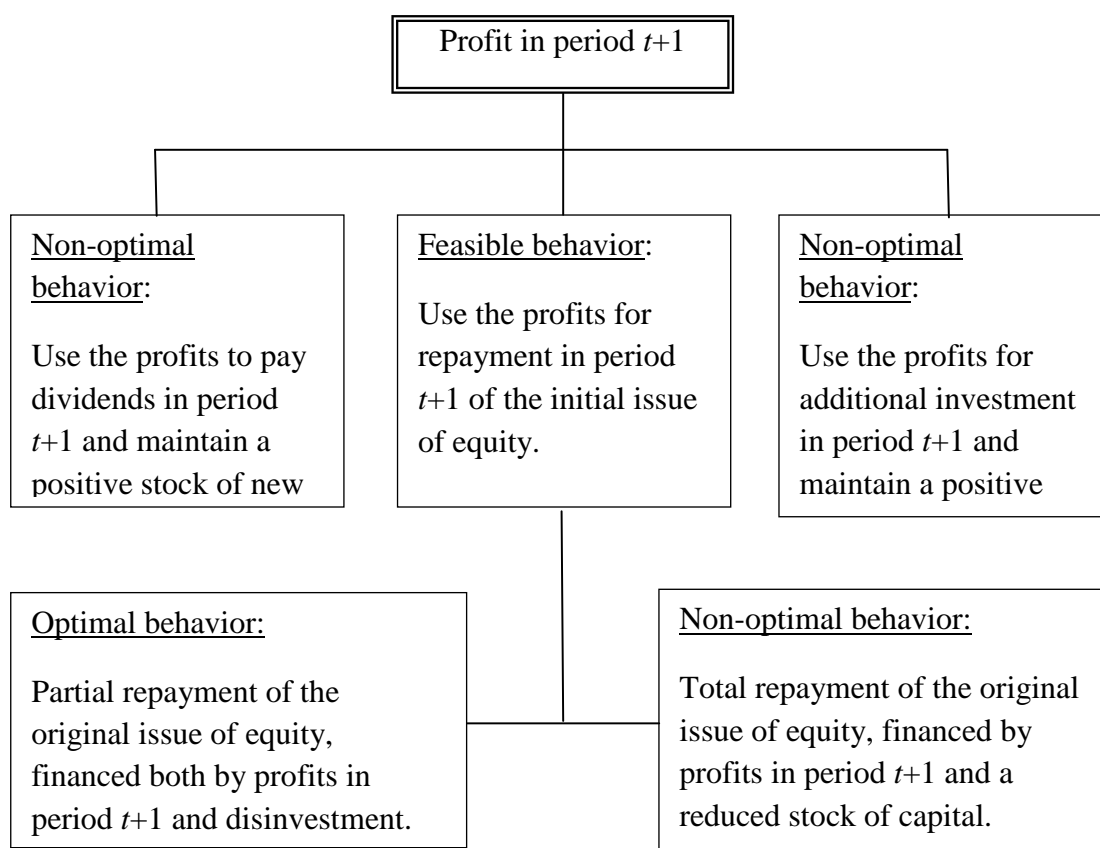 Profit in period t+1
Non-optimal
behavior:
Use the profits to pay
dividends in period
t+1 and maintain a
positive stock of new
Feasible behavior:
Use the profits for
repayment in period
t+1 of the initial issue
of equity.
Non-optimal
behavior:
Use the profits for
additional investment
in period t+1 and
maintain a positive
Optimal behavior:
Partial repayment of the
original issue of equity,
financed both by profits in
period t+1 and disinvestment.
Non-optimal behavior:
Total repayment of the original
issue of equity, financed by
profits in period t+1 and a
reduced stock of capital.